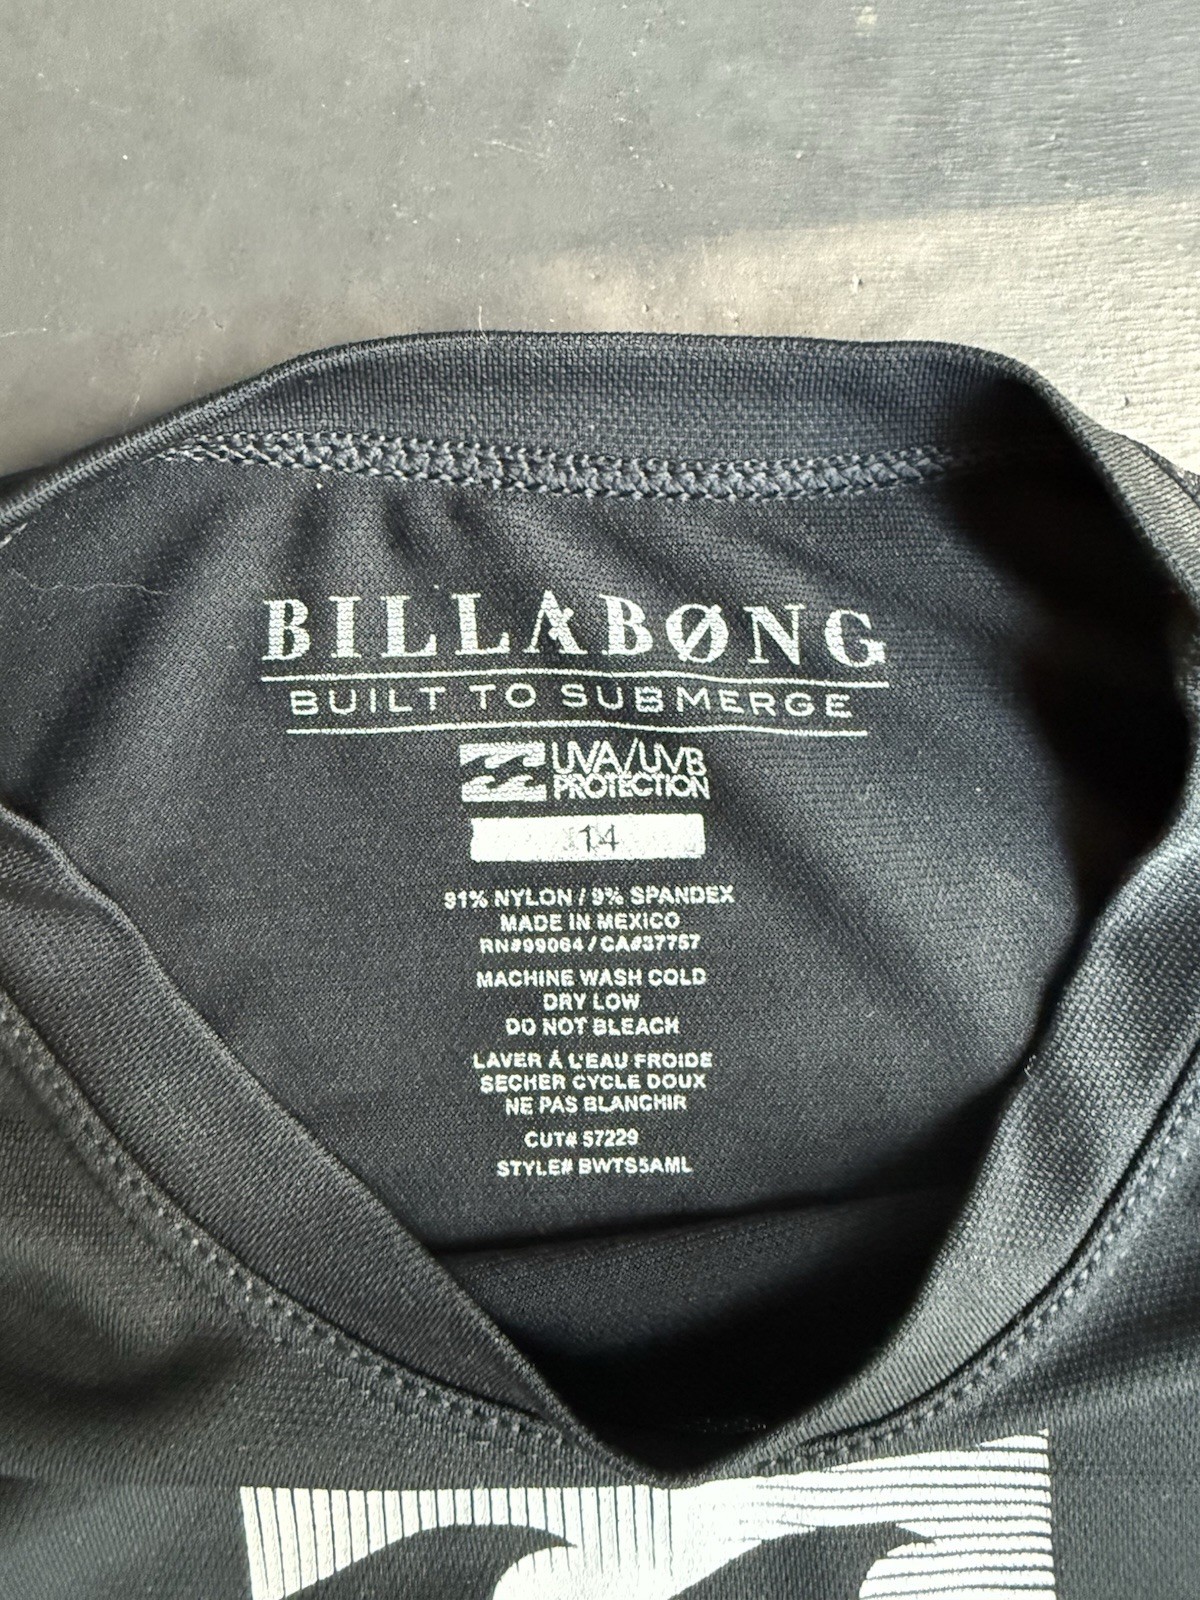 BILLABØNG
BUILT TO SUBMERGE
UVA/UVB
PROTECTION
14
91% NYLON / 9% SPANDEX
MADE IN MEXICO
RN#99064 / CA#37757
MACHINE WASH COLD
DRY LOW
DO NOT BLEACH
LAVER Á L'EAU FROIDE
SECHER CYCLE DOUX
NE PAS BLANCHIR
CUT# 57229
STYLE# BWTS5AML